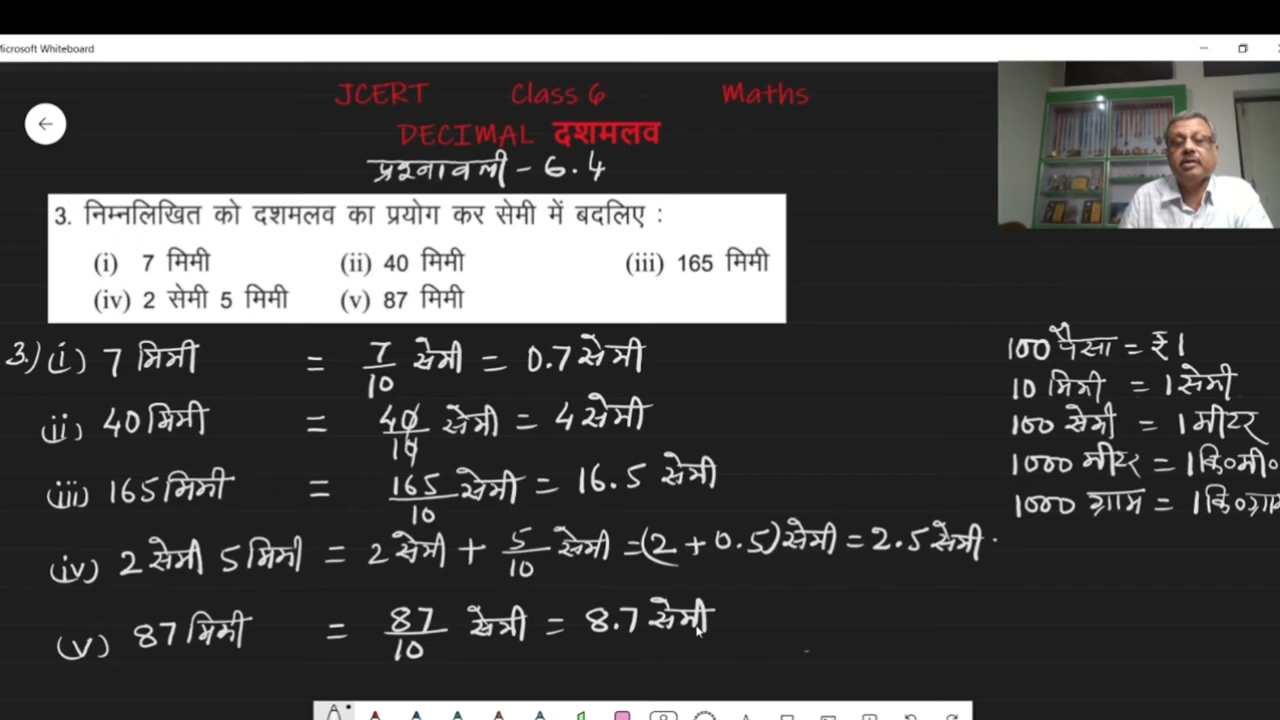 Microsoft Whiteboard
JCERT Class 6 Maths
DECIMAL दशमलव
प्रश्नावली - 6.4
3. निम्नलिखित को दशमलव का प्रयोग कर सेमी में बदलिए :
(i) 7 मिमी (ii) 40 मिमी (iii) 165 मिमी
(iv) 2 सेमी 5 मिमी (v) 87 मिमी
3.) (i) 7 मिमी = 7/10 सेमी = 0.7 सेमी
(ii) 40 मिमी = 40/10 सेमी = 4 सेमी
(iii) 165 मिमी = 165/10 सेमी = 16.5 सेमी
(iv) 2 सेमी 5 मिमी = 2 सेमी + 5/10 सेमी = (2 + 0.5) सेमी = 2.5 सेमी .
(v) 87 मिमी = 87/10 सेमी = 8.7 सेमी
100 पैसा = ₹ 1
10 मिमी = 1 सेमी
100 सेमी = 1 मीटर
1000 मीटर = 1 कि०मी०
1000 ग्राम = 1 कि०ग्रा